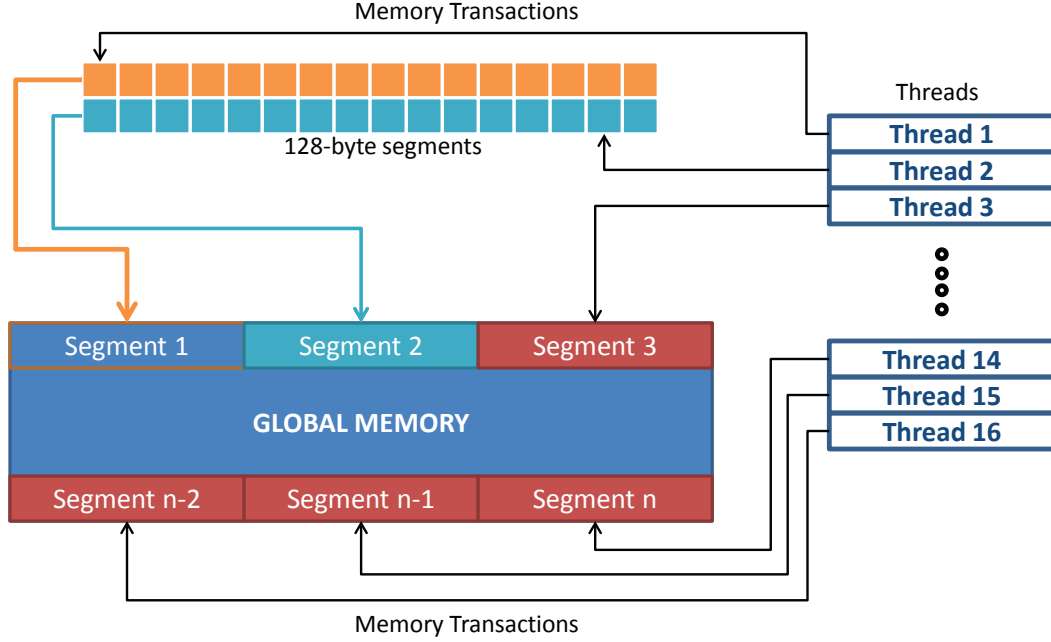 Memory Transactions
Threads
128-byte segments
Thread 1
Thread 2
Thread 3
Segment 1
Segment 2
Segment 3
GLOBAL MEMORY
Segment n-2
Segment n-1
Segment n
Thread 14
Thread 15
Thread 16
Memory Transactions